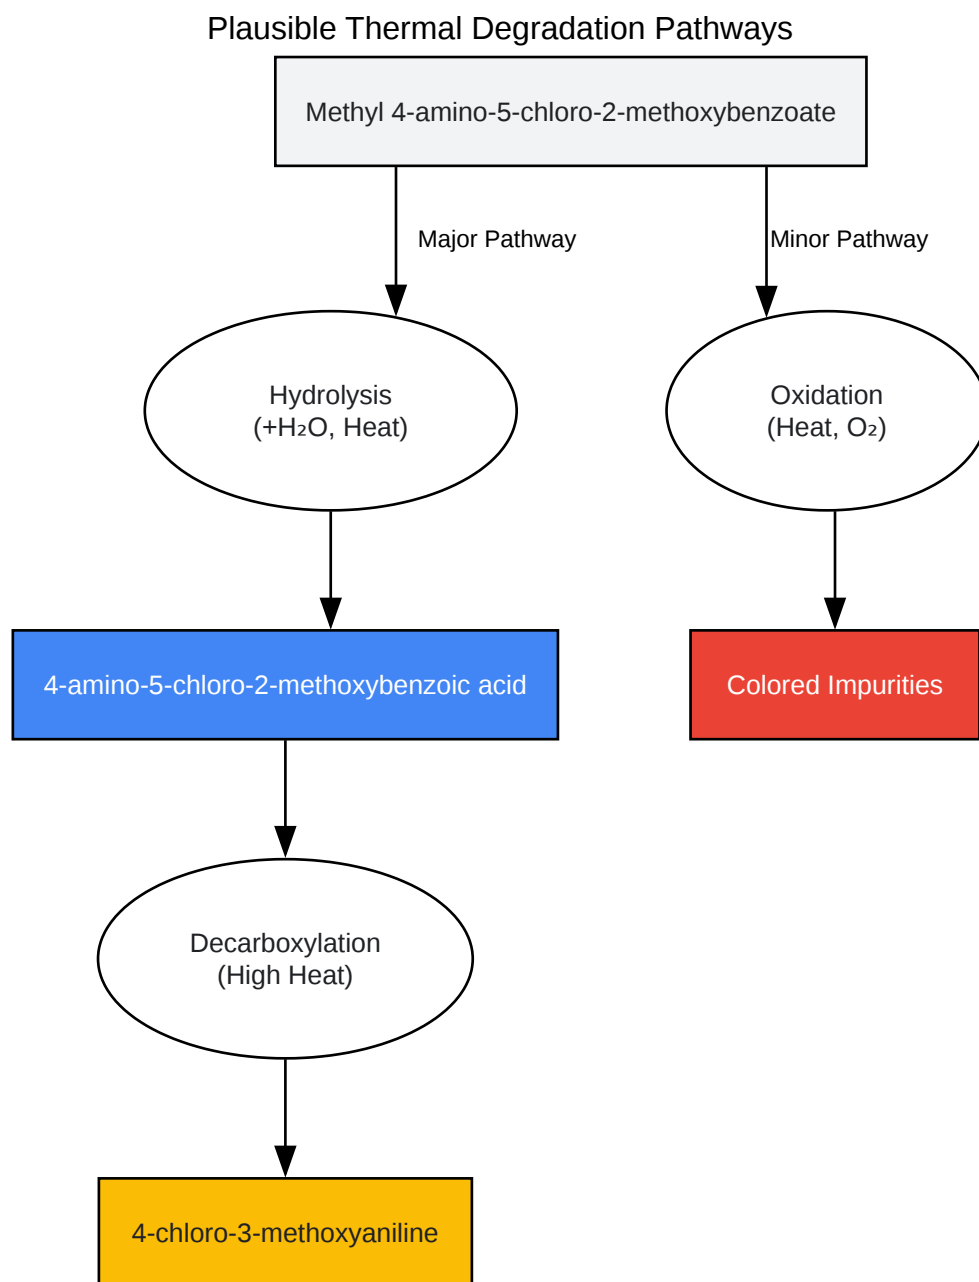 Plausible Thermal Degradation Pathways
Methyl 4-amino-5-chloro-2-methoxybenzoate
Major Pathway
Minor Pathway
Hydrolysis
(+H₂O, Heat)
Oxidation
(Heat, O₂)
4-amino-5-chloro-2-methoxybenzoic acid
Colored Impurities
Decarboxylation
(High Heat)
4-chloro-3-methoxyaniline